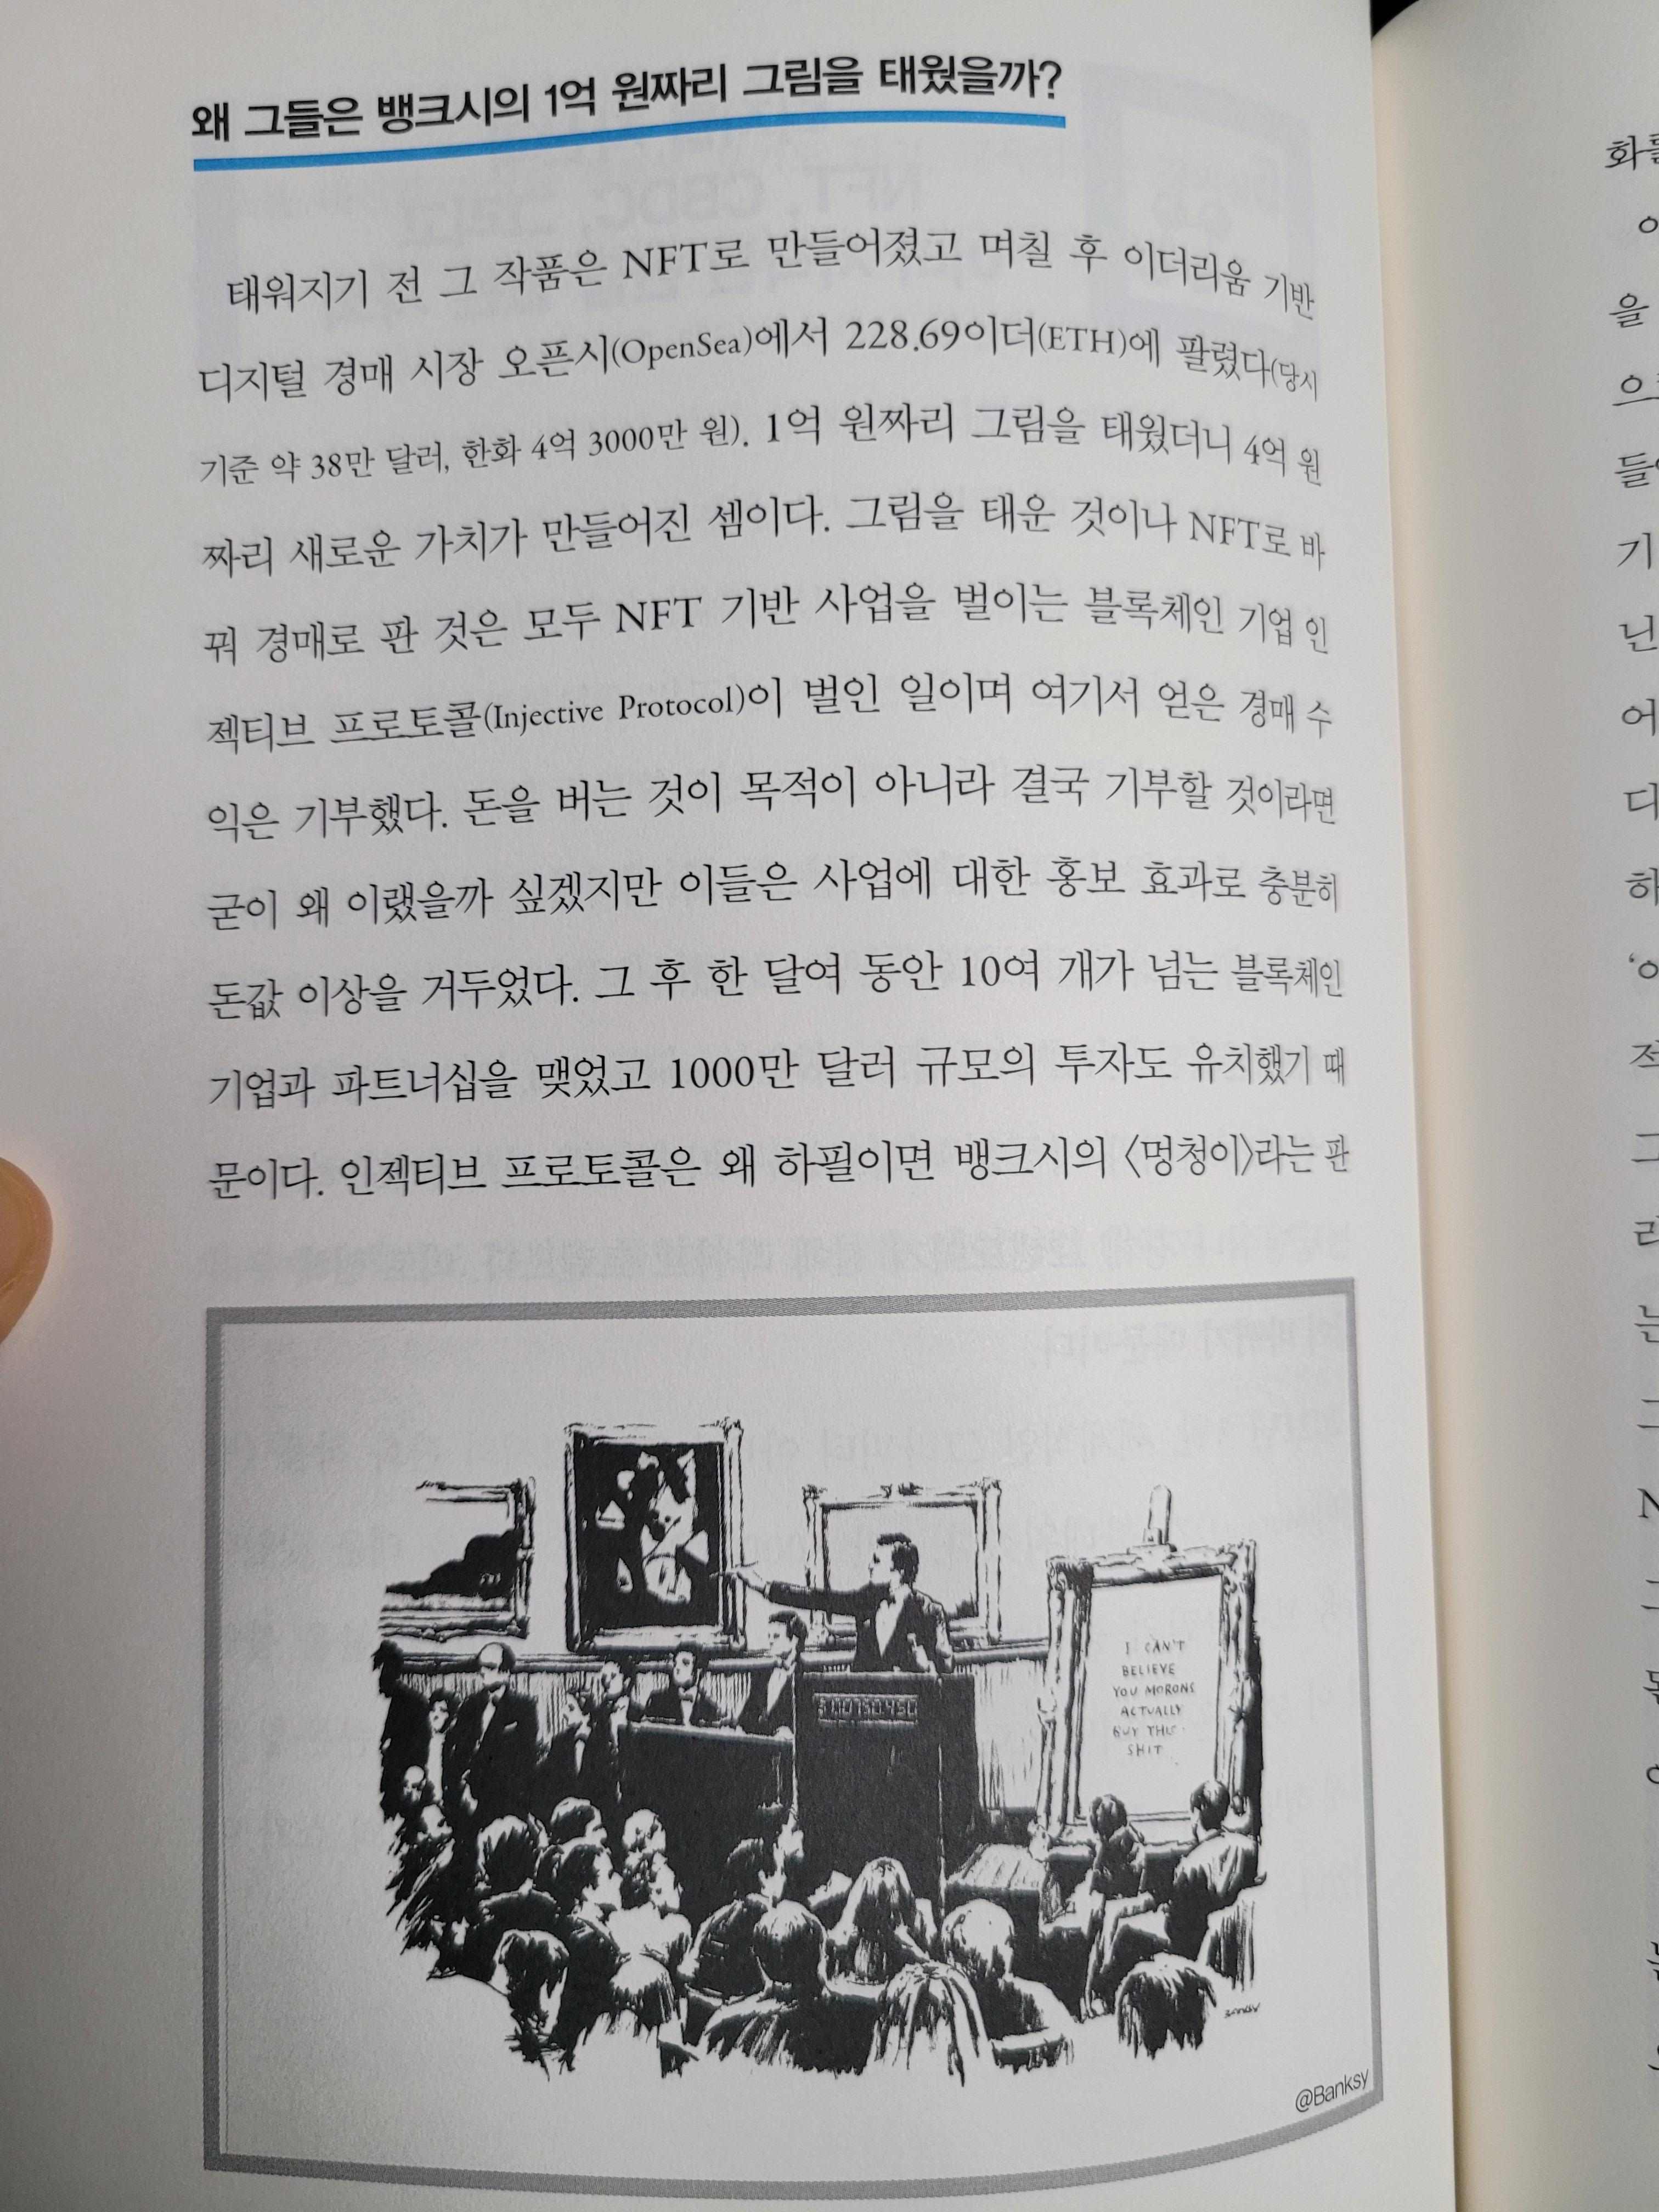 왜 그들은 뱅크시의 1억 원짜리 그림을 태웠을까?
태워지기 전 그 작품은 NFT로 만들어졌고 며칠 후 이더리움 기반
디지털 경매 시장 오픈시(OpenSea)에서 228.69이더(ETH)에 팔렸다(당시
기준 약 38만 달러, 한화 4억 3000만 원). 1억 원짜리 그림을 태웠더니 4억 원
짜리 새로운 가치가 만들어진 셈이다. 그림을 태운 것이나 NFT로 바
꿔 경매로 판 것은 모두 NFT 기반 사업을 벌이는 블록체인 기업 인
젝티브 프로토콜(Injective Protocol)이 벌인 일이며 여기서 얻은 경매 수
익은 기부했다. 돈을 버는 것이 목적이 아니라 결국 기부할 것이라면
굳이 왜 이랬을까 싶겠지만 이들은 사업에 대한 홍보 효과로 충분히
돈값 이상을 거두었다. 그 후 한 달여 동안 10여 개가 넘는 블록체인
기업과 파트너십을 맺었고 1000만 달러 규모의 투자도 유치했기 때
문이다. 인젝티브 프로토콜은 왜 하필이면 뱅크시의 〈멍청이〉라는 판
I CAN'T
BELIEVE
YOU MORONS
ACTUALLY
BUY THIS
SHIT
BANKSY
@Banksy
화를
을
기
닌
어
하
그
는
그